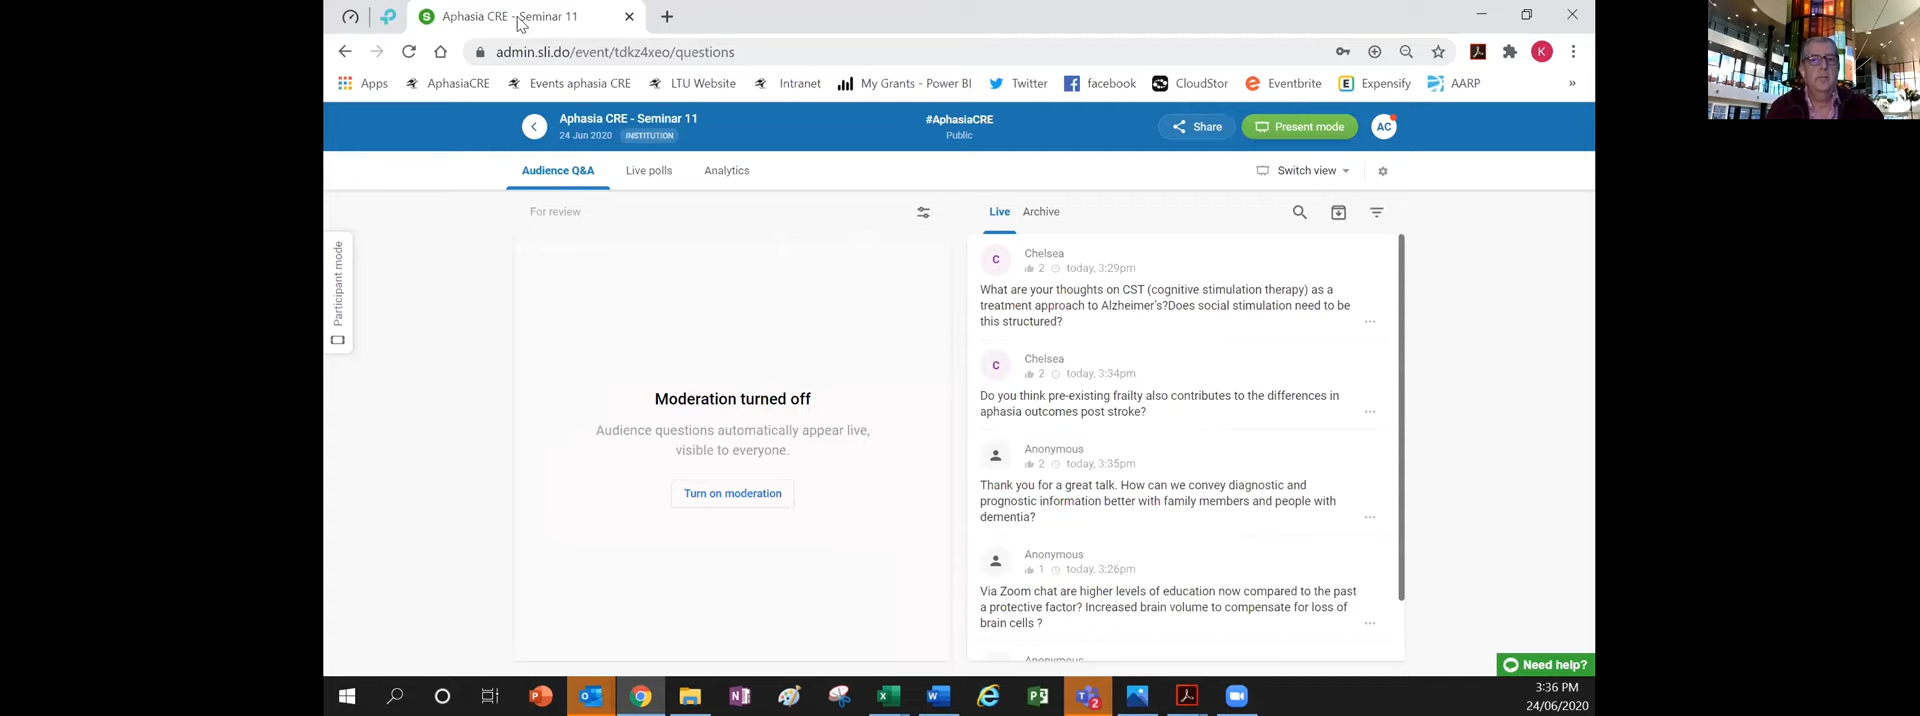 Aphasia CRE - Seminar 11
admin.sli.do/event/tdkz4xeo/questions
K
Apps
AphasiaCRE
Events aphasia CRE
LTU Website
Intranet
My Grants - Power BI
Twitter
facebook
CloudStor
Eventbrite
Expensify
AARP
»
Aphasia CRE - Seminar 11
24 Jun 2020 INSTITUTION
#AphasiaCRE
Public
Share
Present mode
AC
Audience Q&A
Live polls
Analytics
Switch view
For review
Live
Archive
Participant mode
Moderation turned off
Audience questions automatically appear live,
visible to everyone.
Turn on moderation
C
Chelsea
2 today, 3:29pm
What are your thoughts on CST (cognitive stimulation therapy) as a
treatment approach to Alzheimer's?Does social stimulation need to be
this structured?
C
Chelsea
2 today, 3:34pm
Do you think pre-existing frailty also contributes to the differences in
aphasia outcomes post stroke?
Anonymous
2 today, 3:35pm
Thank you for a great talk. How can we convey diagnostic and
prognostic information better with family members and people with
dementia?
Anonymous
1 today, 3:26pm
Via Zoom chat are higher levels of education now compared to the past
a protective factor? Increased brain volume to compensate for loss of
brain cells ?
Anonymous
Need help?
3:36 PM
24/06/2020